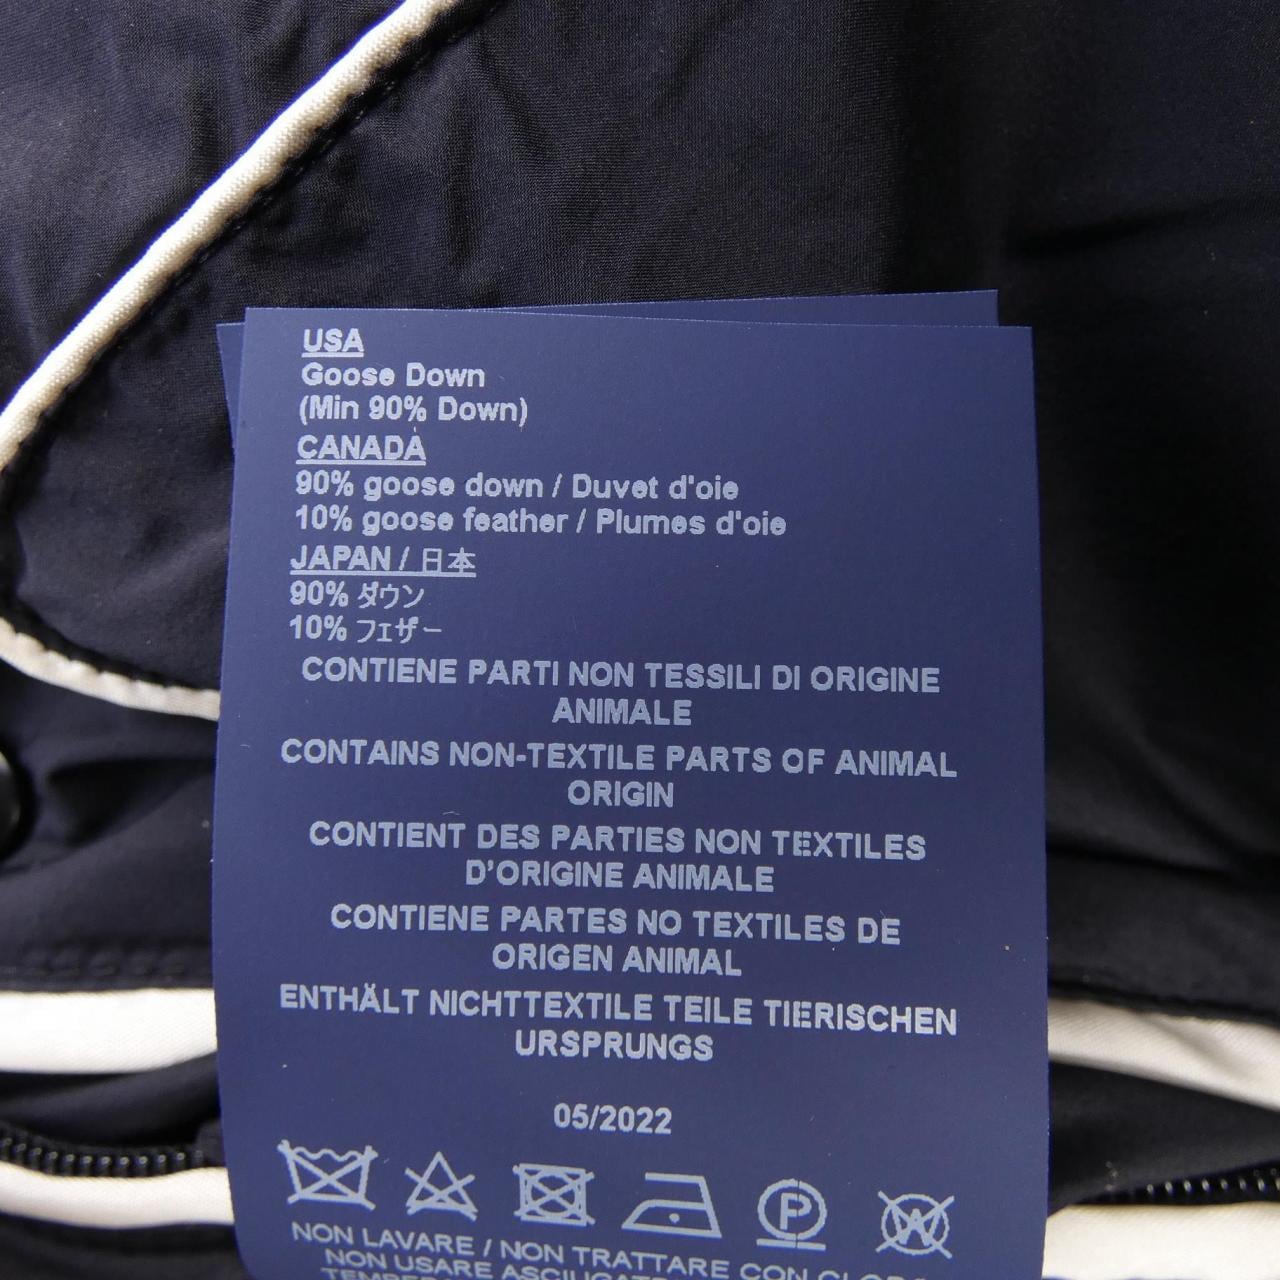 USA
Goose Down
(Min 90% Down)
CANADA
90% goose down / Duvet d'oie
10% goose feather / Plumes d'oie
JAPAN / 日本
90% ダウン
10% フェザー
CONTIENE PARTI NON TESSILI DI ORIGINE
ANIMALE
CONTAINS NON-TEXTILE PARTS OF ANIMAL
ORIGIN
CONTIENT DES PARTIES NON TEXTILES
D'ORIGINE ANIMALE
CONTIENE PARTES NO TEXTILES DE
ORIGEN ANIMAL
ENTHÄLT NICHTTEXTILE TEILE TIERISCHEN
URSPRUNGS
05/2022
P
W
NON LAVARE / NON TRATTARE CON CLORO
NON USARE